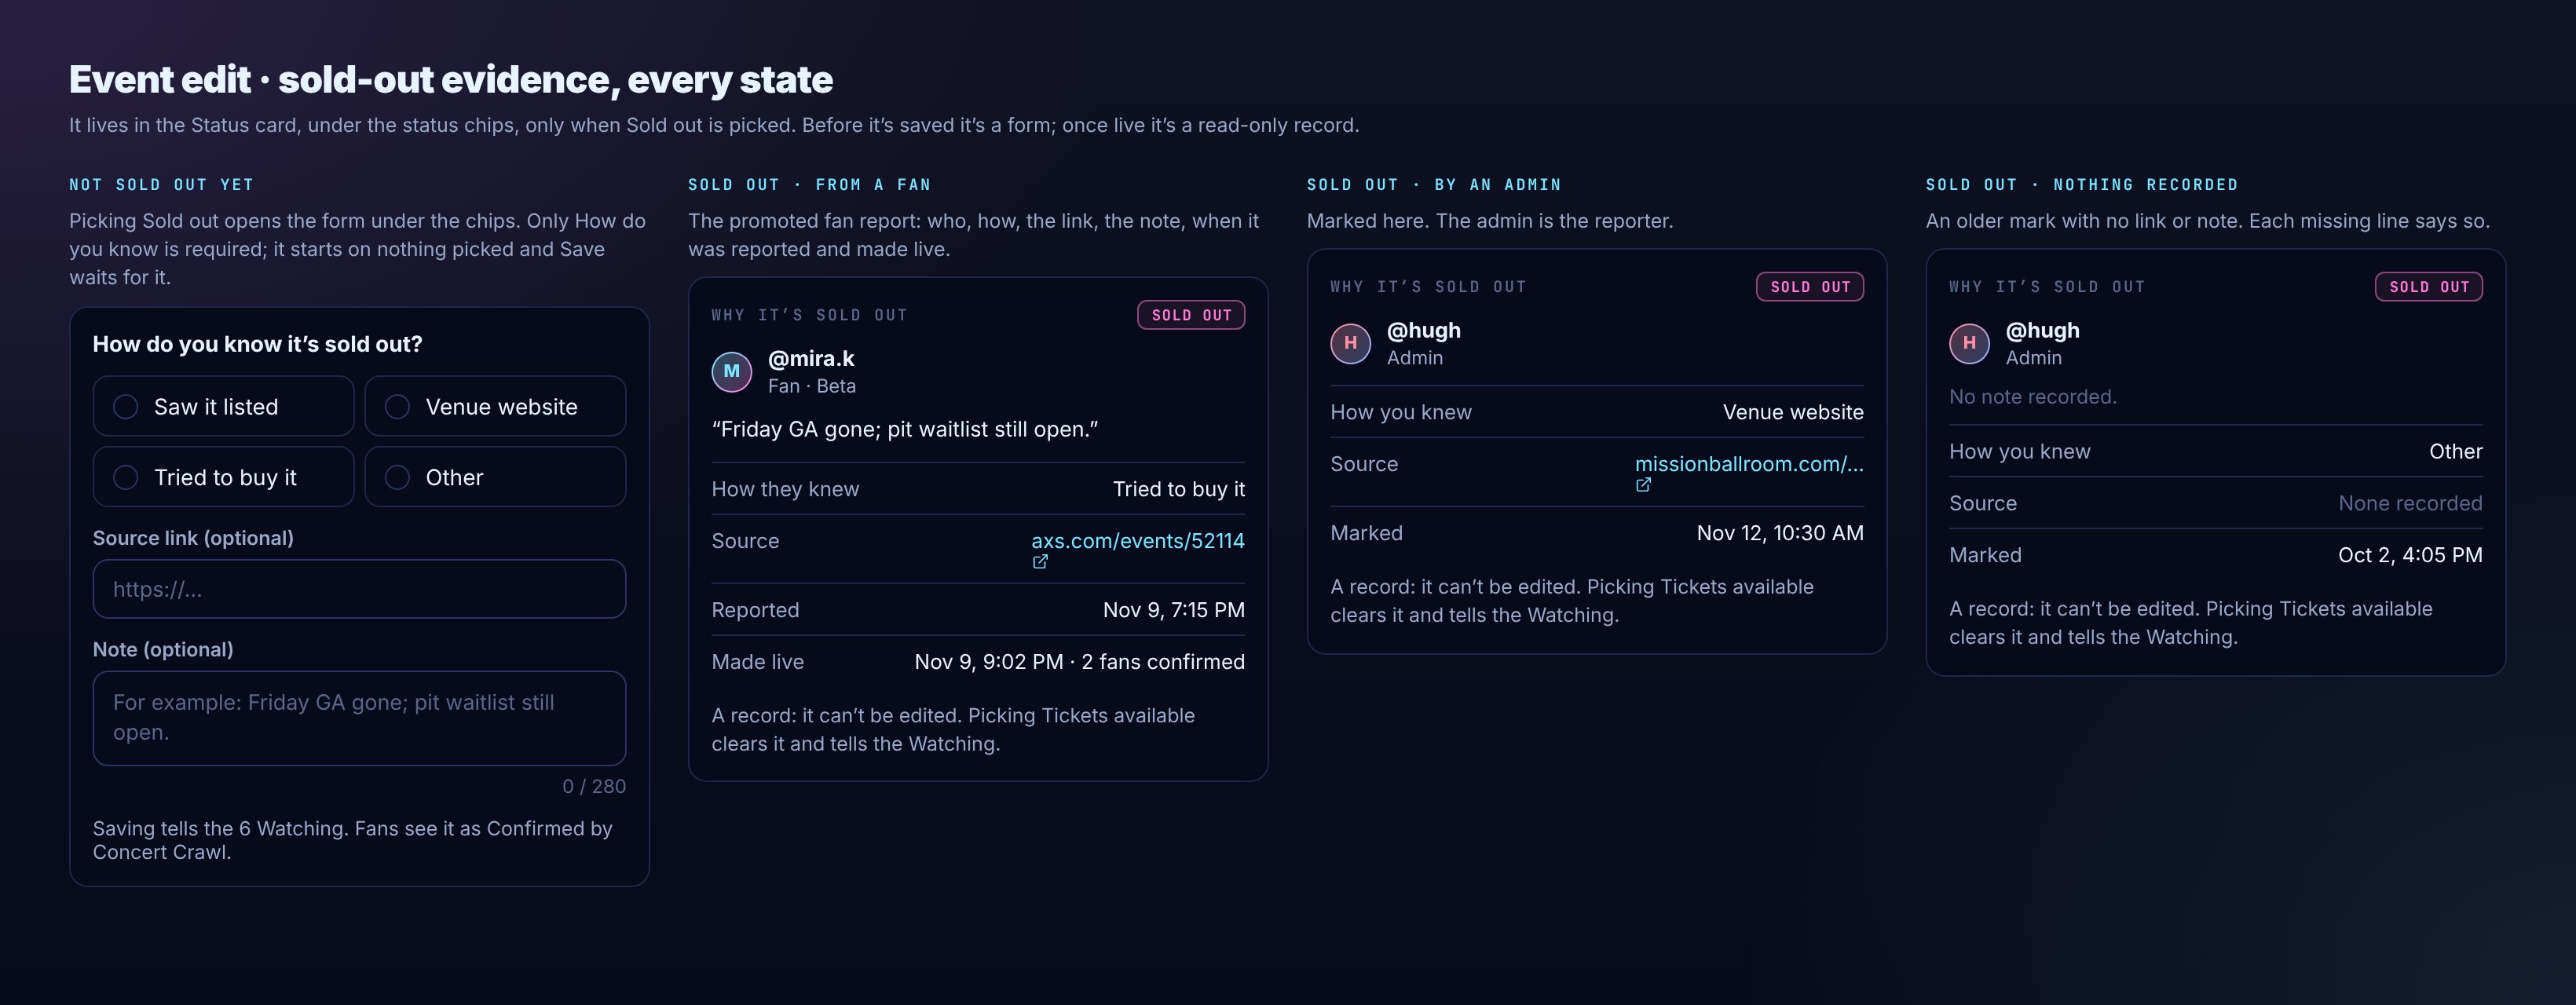 Event edit · sold-out evidence, every state
It lives in the Status card, under the status chips, only when Sold out is picked. Before it’s saved it’s a form; once live it’s a read-only record.
NOT SOLD OUT YET
Picking Sold out opens the form under the chips. Only How do
you know is required; it starts on nothing picked and Save
waits for it.
How do you know it’s sold out?
Saw it listed
Venue website
Tried to buy it
Other
Source link (optional)
https://...
Note (optional)
For example: Friday GA gone; pit waitlist still
open.
0 / 280
Saving tells the 6 Watching. Fans see it as Confirmed by
Concert Crawl.
SOLD OUT · FROM A FAN
The promoted fan report: who, how, the link, the note, when it
was reported and made live.
WHY IT’S SOLD OUT
SOLD OUT
M
@mira.k
Fan · Beta
“Friday GA gone; pit waitlist still open.”
How they knew
Tried to buy it
Source
axs.com/events/52114
Reported
Nov 9, 7:15 PM
Made live
Nov 9, 9:02 PM · 2 fans confirmed
A record: it can’t be edited. Picking Tickets available
clears it and tells the Watching.
SOLD OUT · BY AN ADMIN
Marked here. The admin is the reporter.
WHY IT’S SOLD OUT
SOLD OUT
H
@hugh
Admin
How you knew
Venue website
Source
missionballroom.com/...
Marked
Nov 12, 10:30 AM
A record: it can’t be edited. Picking Tickets available
clears it and tells the Watching.
SOLD OUT · NOTHING RECORDED
An older mark with no link or note. Each missing line says so.
WHY IT’S SOLD OUT
SOLD OUT
H
@hugh
Admin
No note recorded.
How you knew
Other
Source
None recorded
Marked
Oct 2, 4:05 PM
A record: it can’t be edited. Picking Tickets available
clears it and tells the Watching.